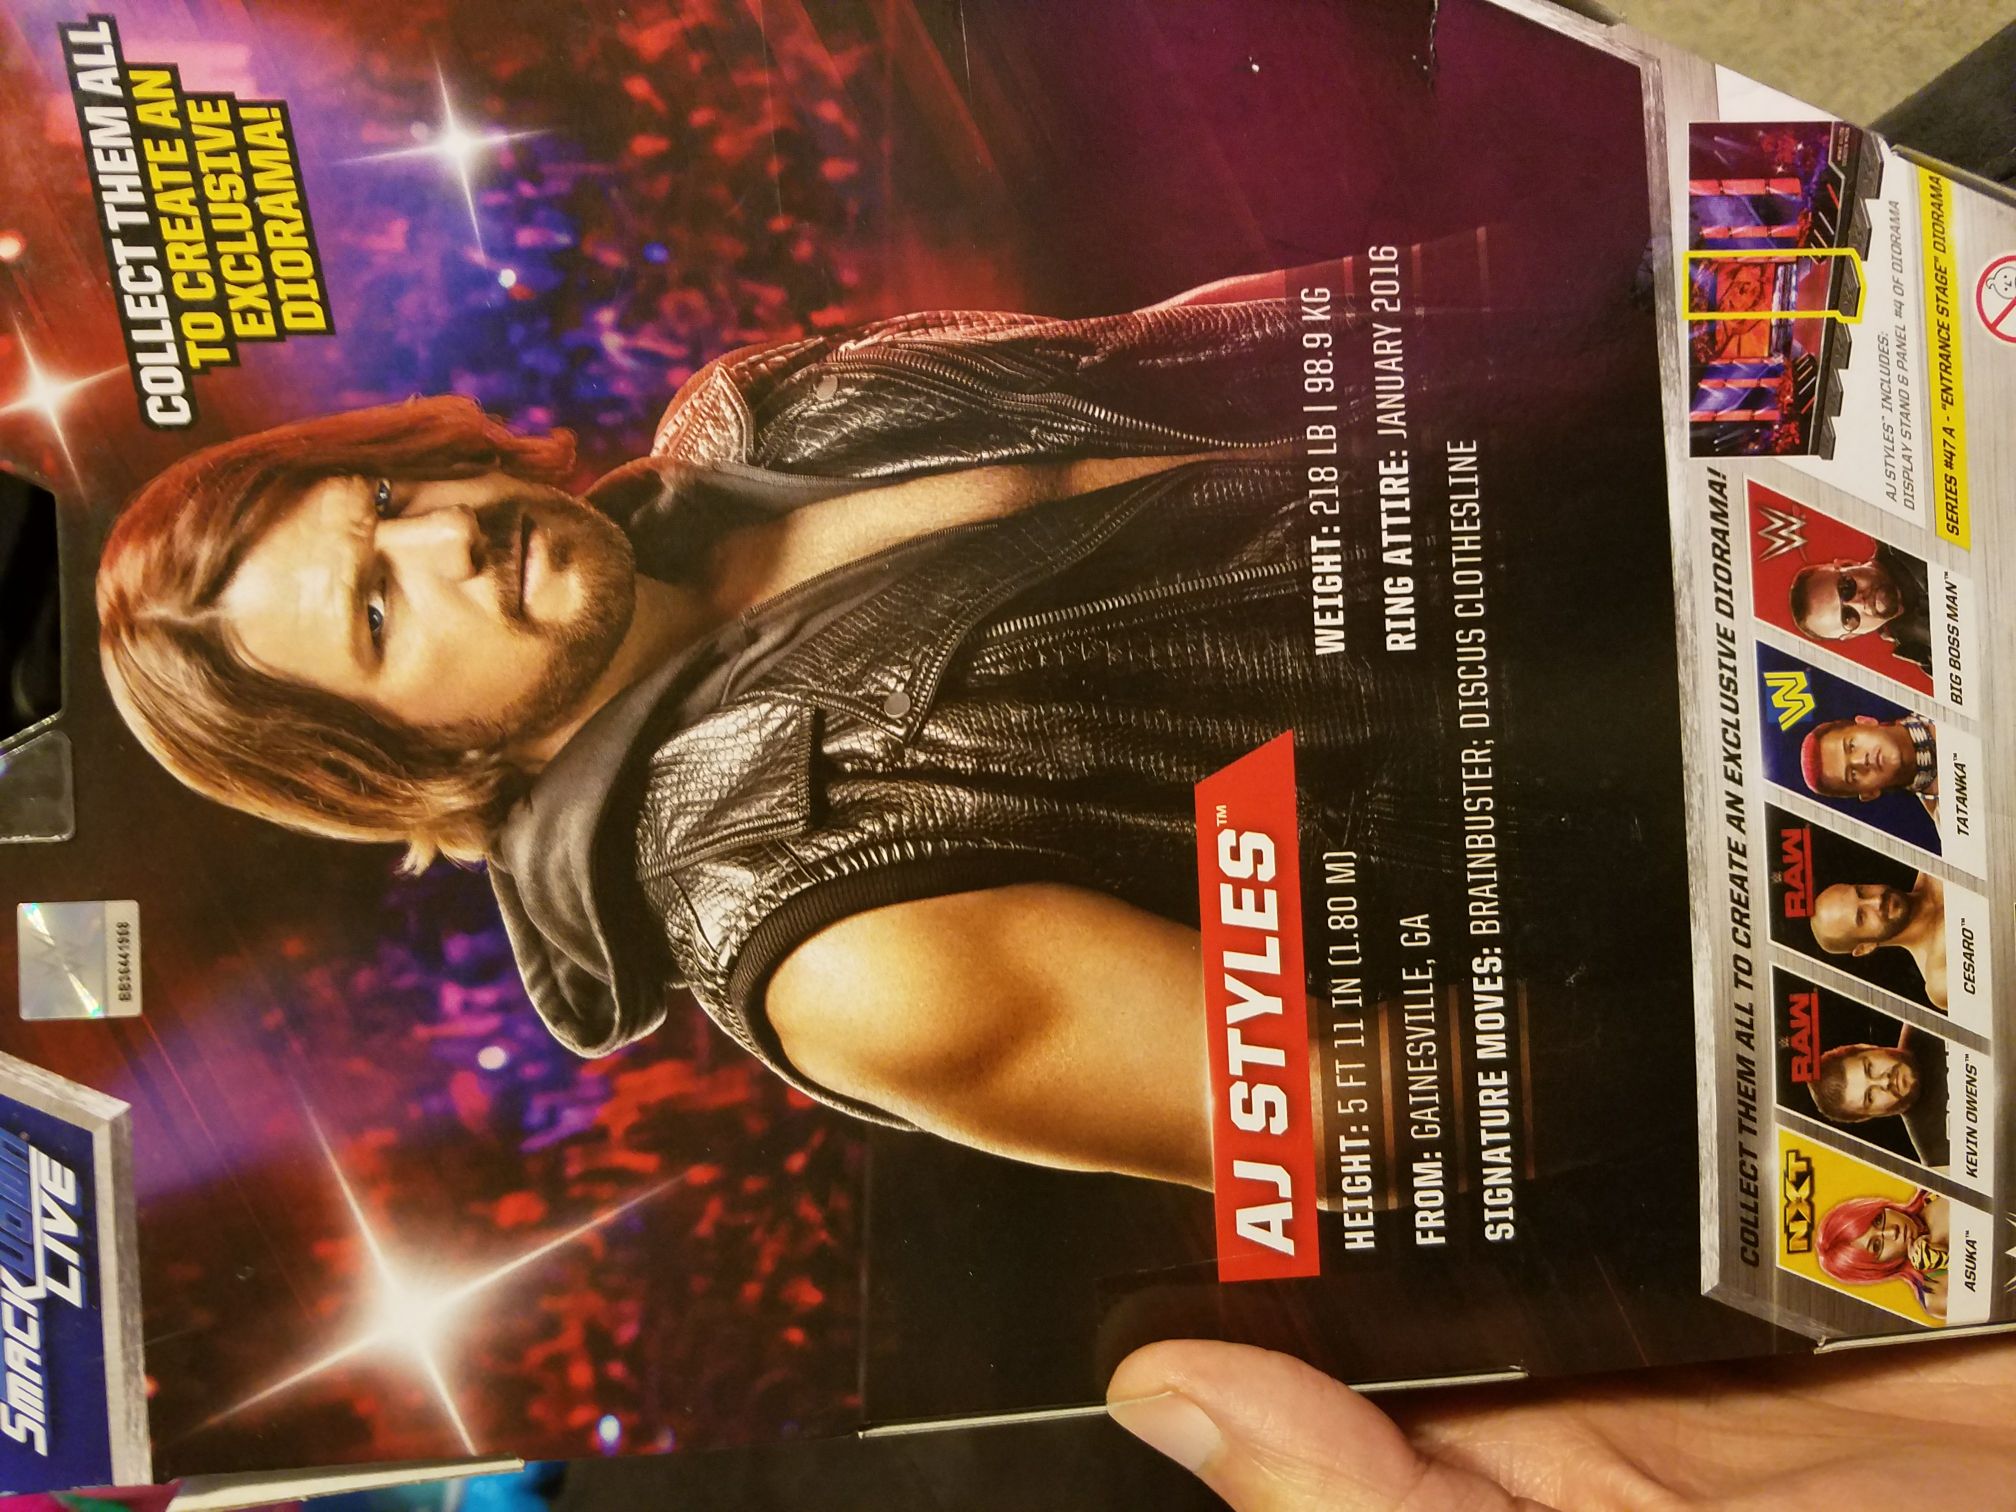 SMACKDOWN
LIVE
BB36441968
COLLECT THEM ALL
TO CREATE AN
EXCLUSIVE
DIORAMA!
AJ STYLES™
HEIGHT: 5 FT 11 IN (1.80 M)
WEIGHT: 218 LB | 98.9 KG
FROM: GAINESVILLE, GA
RING ATTIRE: JANUARY 2016
SIGNATURE MOVES: BRAINBUSTER; DISCUS CLOTHESLINE
COLLECT THEM ALL TO CREATE AN EXCLUSIVE DIORAMA!
NXT
ASUKA™
RAW
KEVIN OWENS™
RAW
CESARO™
W
TATANKA™
W
BIG BOSS MAN™
AJ STYLES™ INCLUDES:
DISPLAY STAND & PANEL #4 OF DIORAMA
SERIES #47 A - "ENTRANCE STAGE" DIORAMA